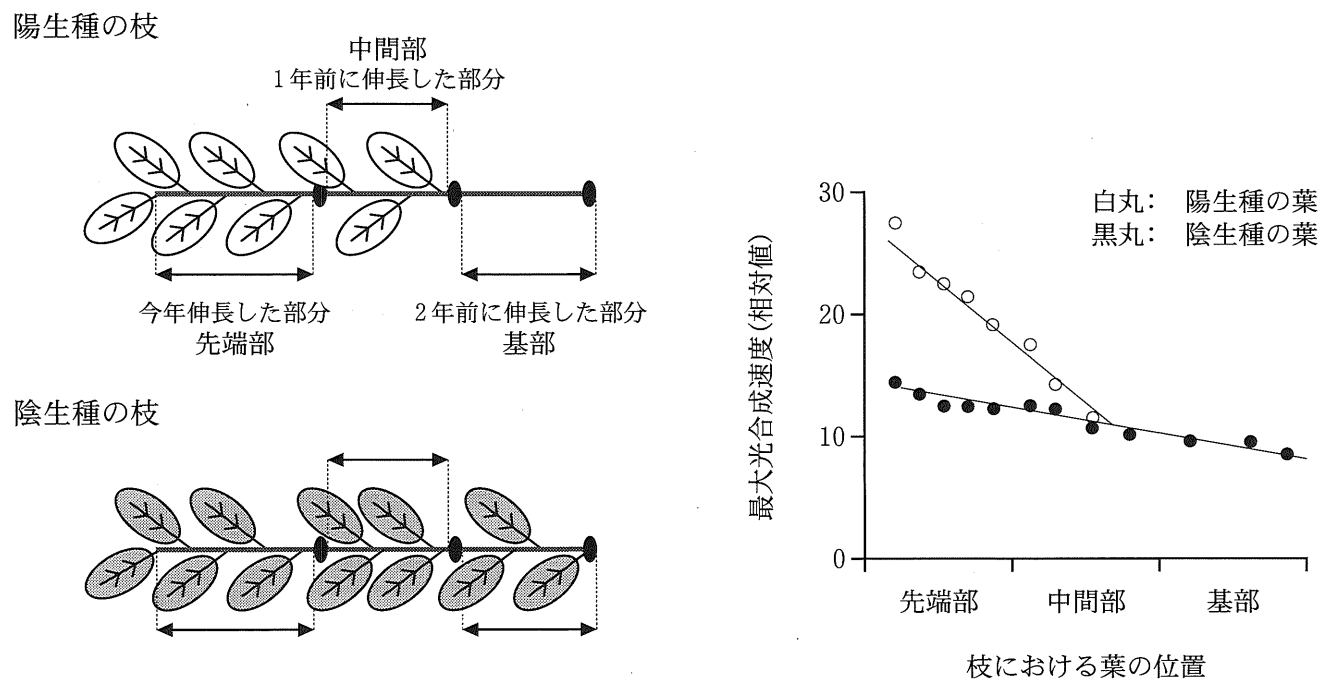 陽生種の枝
中間部
1年前に伸長した部分
今年伸長した部分
先端部
2年前に伸長した部分
基部
陰生種の枝
最大光合成速度(相対値)
30
20
10
0
白丸: 陽生種の葉
黒丸: 陰生種の葉
先端部 中間部 基部
枝における葉の位置